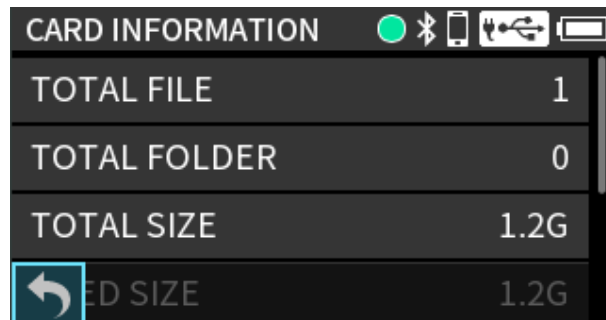 CARD INFORMATION
TOTAL FILE 1
TOTAL FOLDER 0
TOTAL SIZE 1.2G
ED SIZE 1.2G